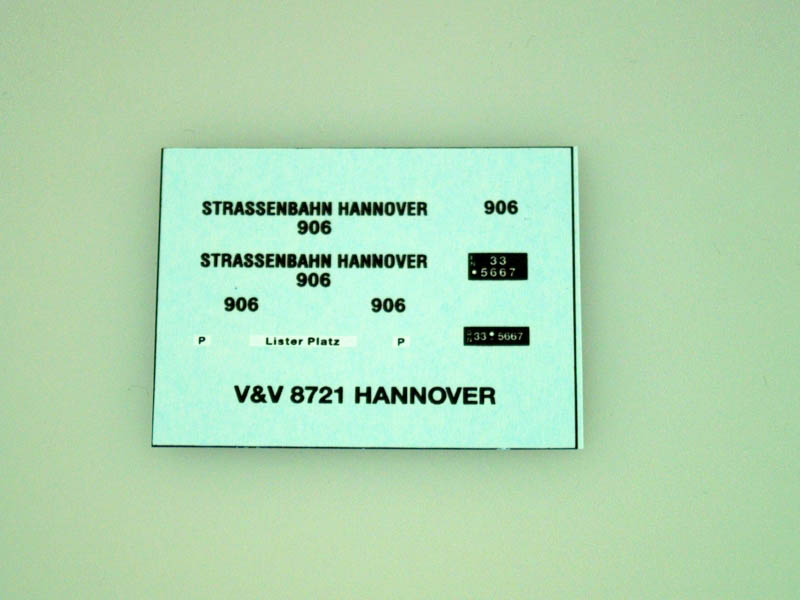 STRASSENBAHN HANNOVER 906
906
STRASSENBAHN HANNOVER
906
33
5667
906 906
P Lister Platz P
33 5667
V&V 8721 HANNOVER